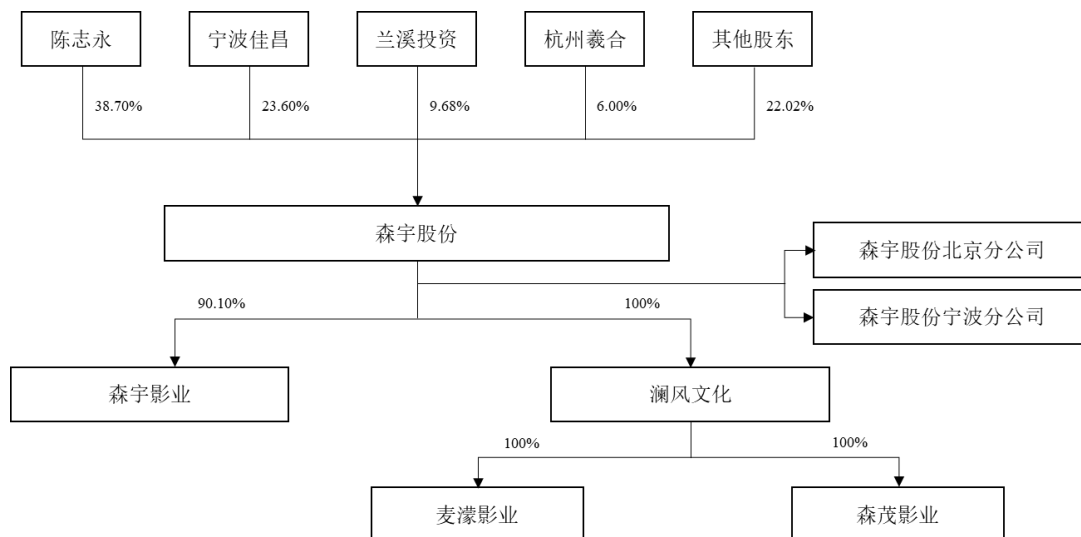 陈志永
宁波佳昌
兰溪投资
杭州羲合
其他股东
38.70%
23.60%
9.68%
6.00%
22.02%
森宇股份
森宇股份北京分公司
森宇股份宁波分公司
90.10%
100%
森宇影业
澜风文化
100%
100%
麦濛影业
森茂影业